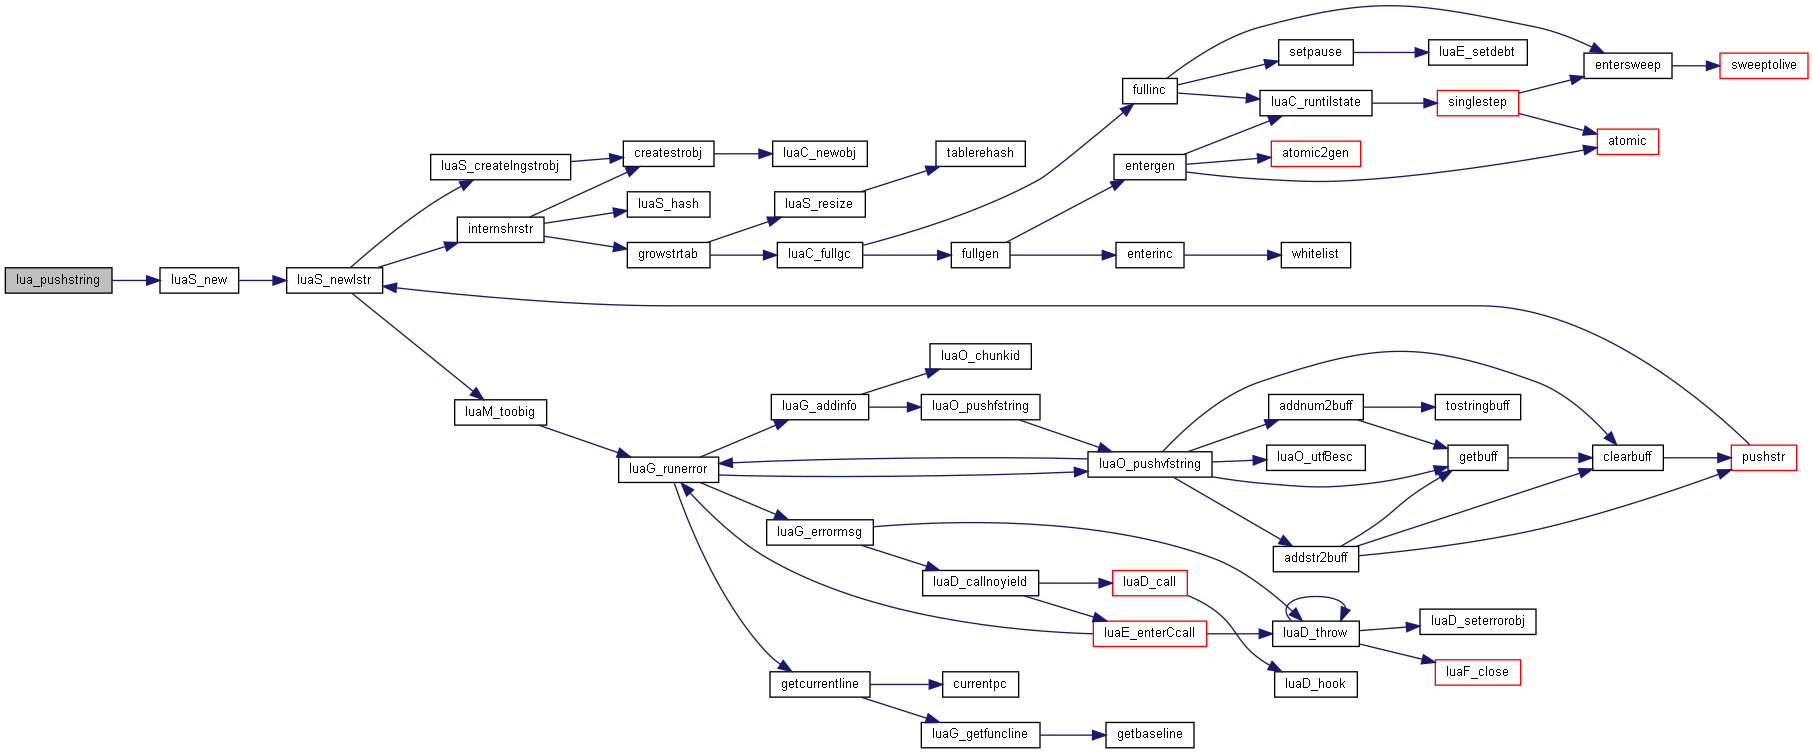 setpause
luaE_setdebt
entersweep
sweeptolive
fullinc
luaC_runtilstate
singlestep
atomic
createstrobj
luaC_newobj
tablerehash
atomic2gen
luaS_createlngstrobj
entergen
luaS_hash
luaS_resize
internshrstr
growstrtab
luaC_fullgc
fullgen
enterinc
whitelist
lua_pushstring
luaS_new
luaS_newlstr
luaO_chunkid
luaM_toobig
luaG_addinfo
luaO_pushfstring
addnum2buff
tostringbuff
luaG_runerror
luaO_pushvfstring
luaO_utf8esc
getbuff
clearbuff
pushstr
luaG_errormsg
addstr2buff
luaD_callnoyield
luaD_call
luaE_enterCcall
luaD_throw
luaD_seterrorobj
luaF_close
getcurrentline
currentpc
luaD_hook
luaG_getfuncline
getbaseline